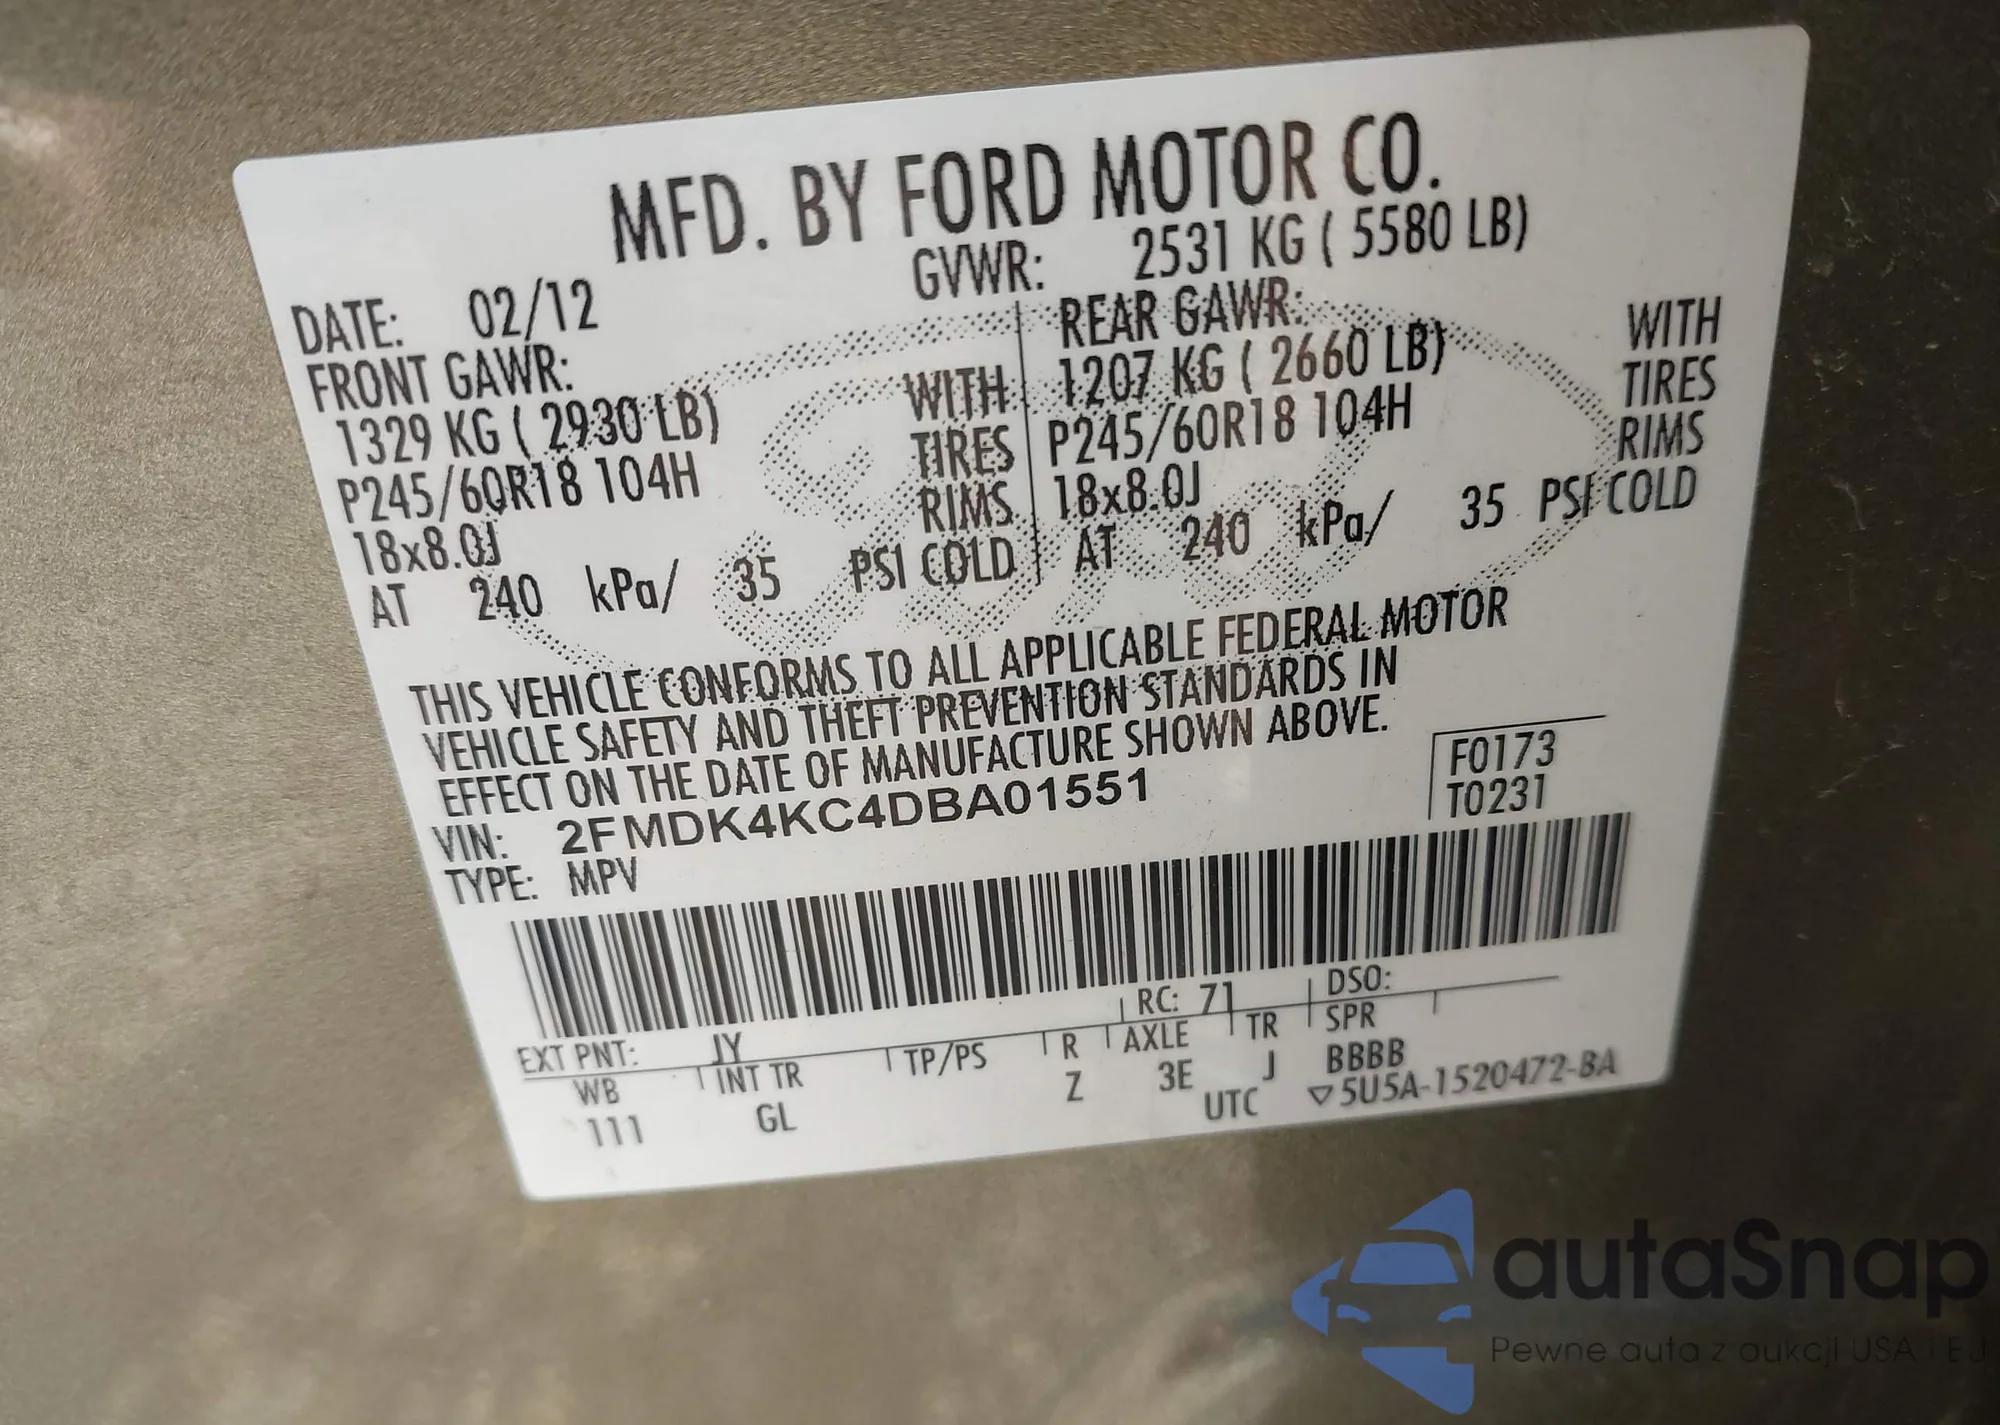 MFD. BY FORD MOTOR CO.
DATE: 02/12
GVWR: 2531 KG ( 5580 LB)
FRONT GAWR:
1329 KG ( 2930 LB)
P245/60R18 104H
18x8.0J
AT 240 kPa/ 35 PSI COLD
WITH
TIRES
RIMS
REAR GAWR:
1207 KG ( 2660 LB)
P245/60R18 104H
18x8.0J
AT 240 kPa/ 35 PSI COLD
WITH
TIRES
RIMS
THIS VEHICLE CONFORMS TO ALL APPLICABLE FEDERAL MOTOR
VEHICLE SAFETY AND THEFT PREVENTION STANDARDS IN
EFFECT ON THE DATE OF MANUFACTURE SHOWN ABOVE.
F0173
T0231
VIN: 2FMDK4KC4DBA01551
TYPE: MPV
RC: 71 DSO:
EXT PNT: JY
WB INT TR TP/PS R AXLE TR SPR
111 GL Z 3E J BBBB
UTC ▽5U5A-1520472-BA
autaSnap
Pewne auta z aukcji USA i EU